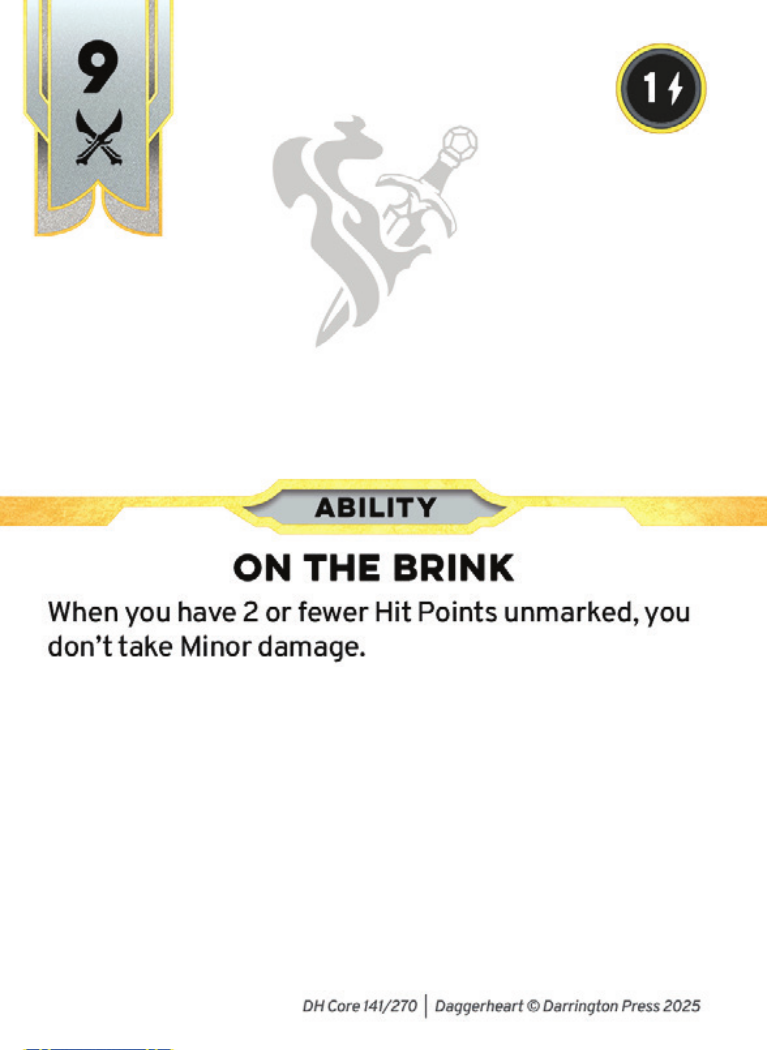 9
1
ABILITY
ON THE BRINK
When you have 2 or fewer Hit Points unmarked, you
don't take Minor damage.
DH Core 141/270 | Daggerheart © Darrington Press 2025